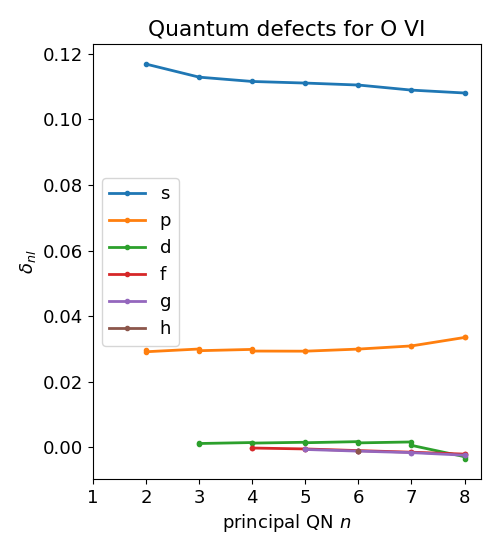 Quantum defects for O VI
0.12
0.10
0.08
0.06
0.04
0.02
0.00
δnl
s
p
d
f
g
h
1 2 3 4 5 6 7 8
principal QN n